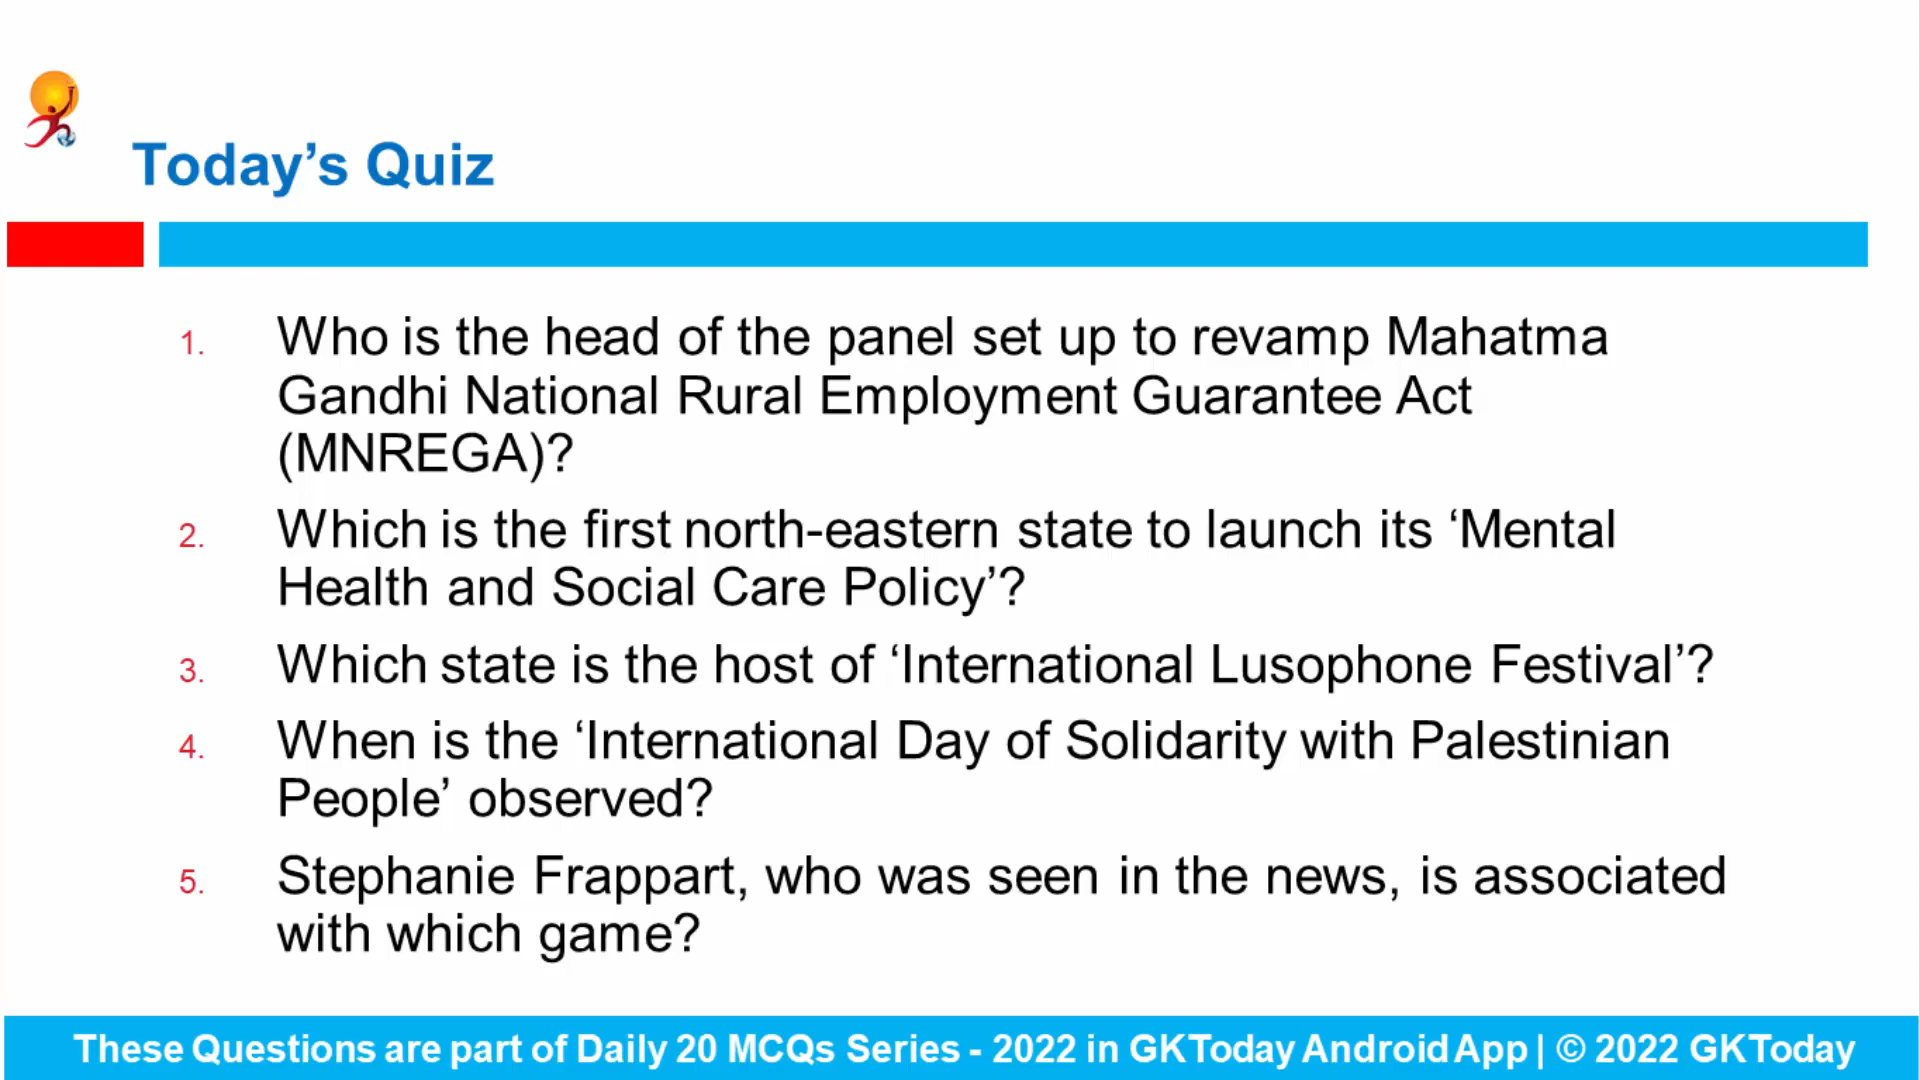 Today’s Quiz
1. Who is the head of the panel set up to revamp Mahatma
Gandhi National Rural Employment Guarantee Act
(MNREGA)?
2. Which is the first north-eastern state to launch its ‘Mental
Health and Social Care Policy’?
3. Which state is the host of ‘International Lusophone Festival’?
4. When is the ‘International Day of Solidarity with Palestinian
People’ observed?
5. Stephanie Frappart, who was seen in the news, is associated
with which game?
These Questions are part of Daily 20 MCQs Series - 2022 in GKToday Android App | © 2022 GKToday